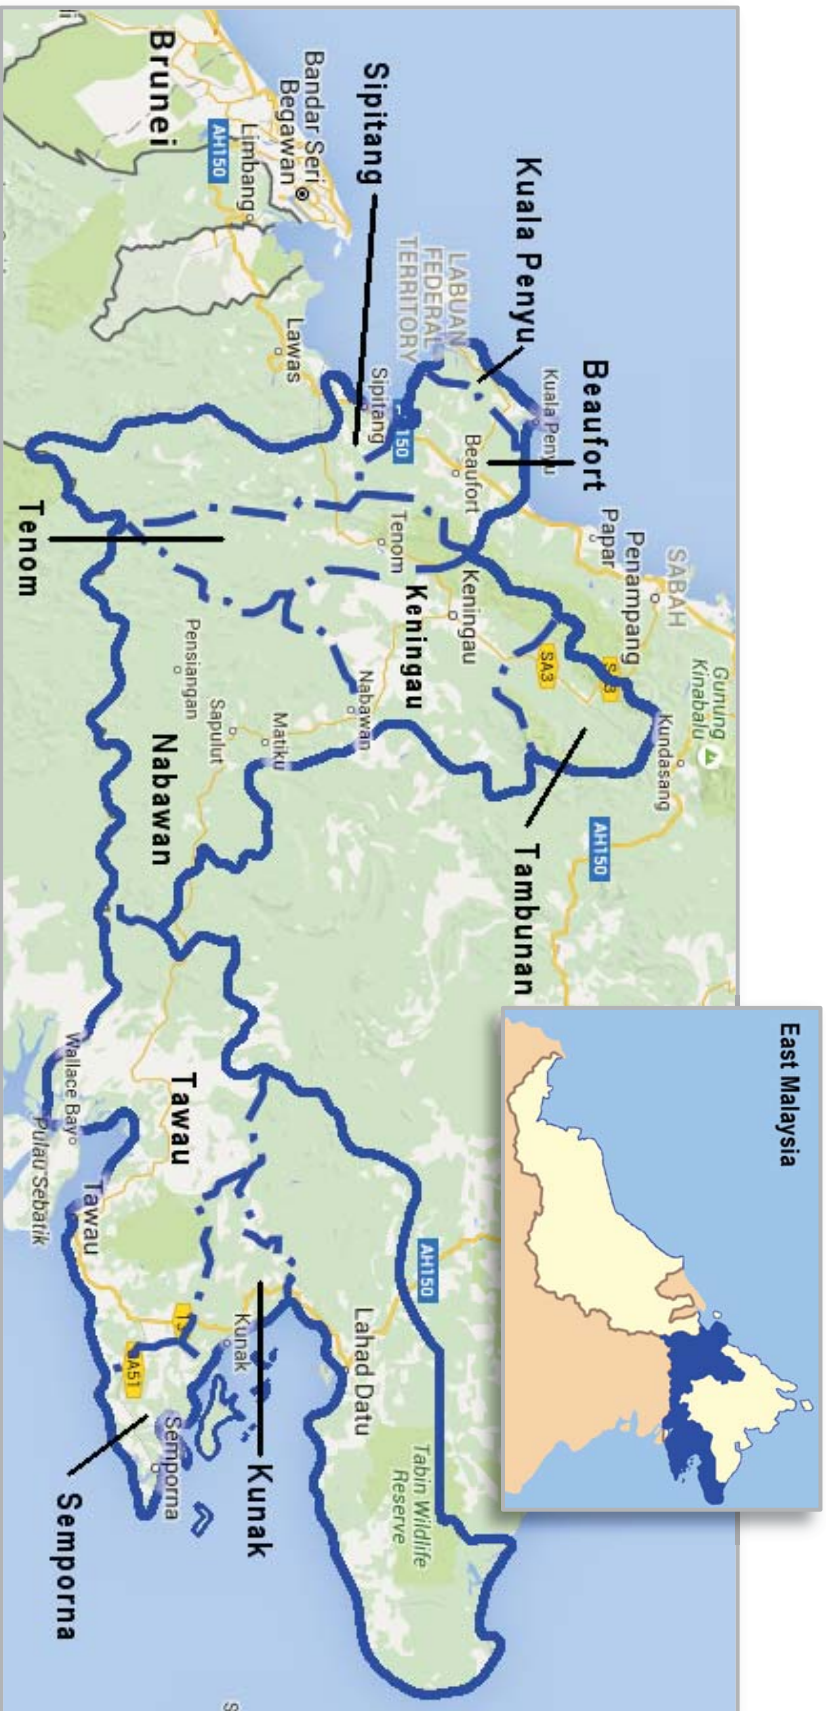 East Malaysia
Gunung
Kinabalu
SABAH
Kundasang
Penampang
Papar
AH150
Beaufort
SA3
Kuala Penyu
Kuala Penyu
Tambunan
Keningau
Beaufort
LABUAN
FEDERAL
TERRITORY
AH150
Tabin Wildlife
Reserve
Keningau
150
Tenom
Sipitang
Sipitang
Nabawan
Lahad Datu
Bandar Seri
Begawan
Lawas
Matiku
Kunak
Limbang
Kunak
AH150
Sapulut
Pensiangan
Tawau
Brunei
Nabawan
Semporna
A51
Tawau
Wallace Bay
Semporna
Pulau Sebatik
Tenom